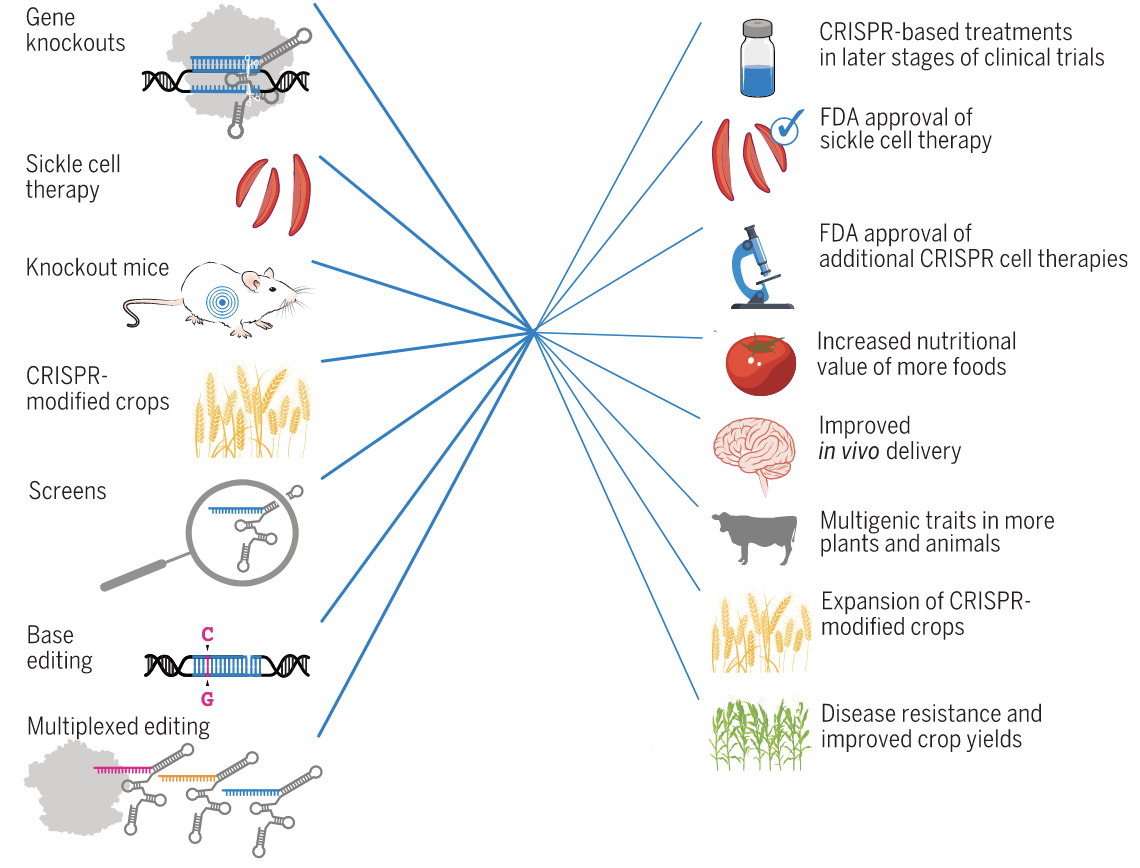 Gene
knockouts
Sickle cell
therapy
Knockout mice
CRISPR-
modified crops
Screens
Base
editing
C
G
Multiplexed editing
CRISPR-based treatments
in later stages of clinical trials
FDA approval of
sickle cell therapy
FDA approval of
additional CRISPR cell therapies
Increased nutritional
value of more foods
Improved
in vivo delivery
Multigenic traits in more
plants and animals
Expansion of CRISPR-
modified crops
Disease resistance and
improved crop yields